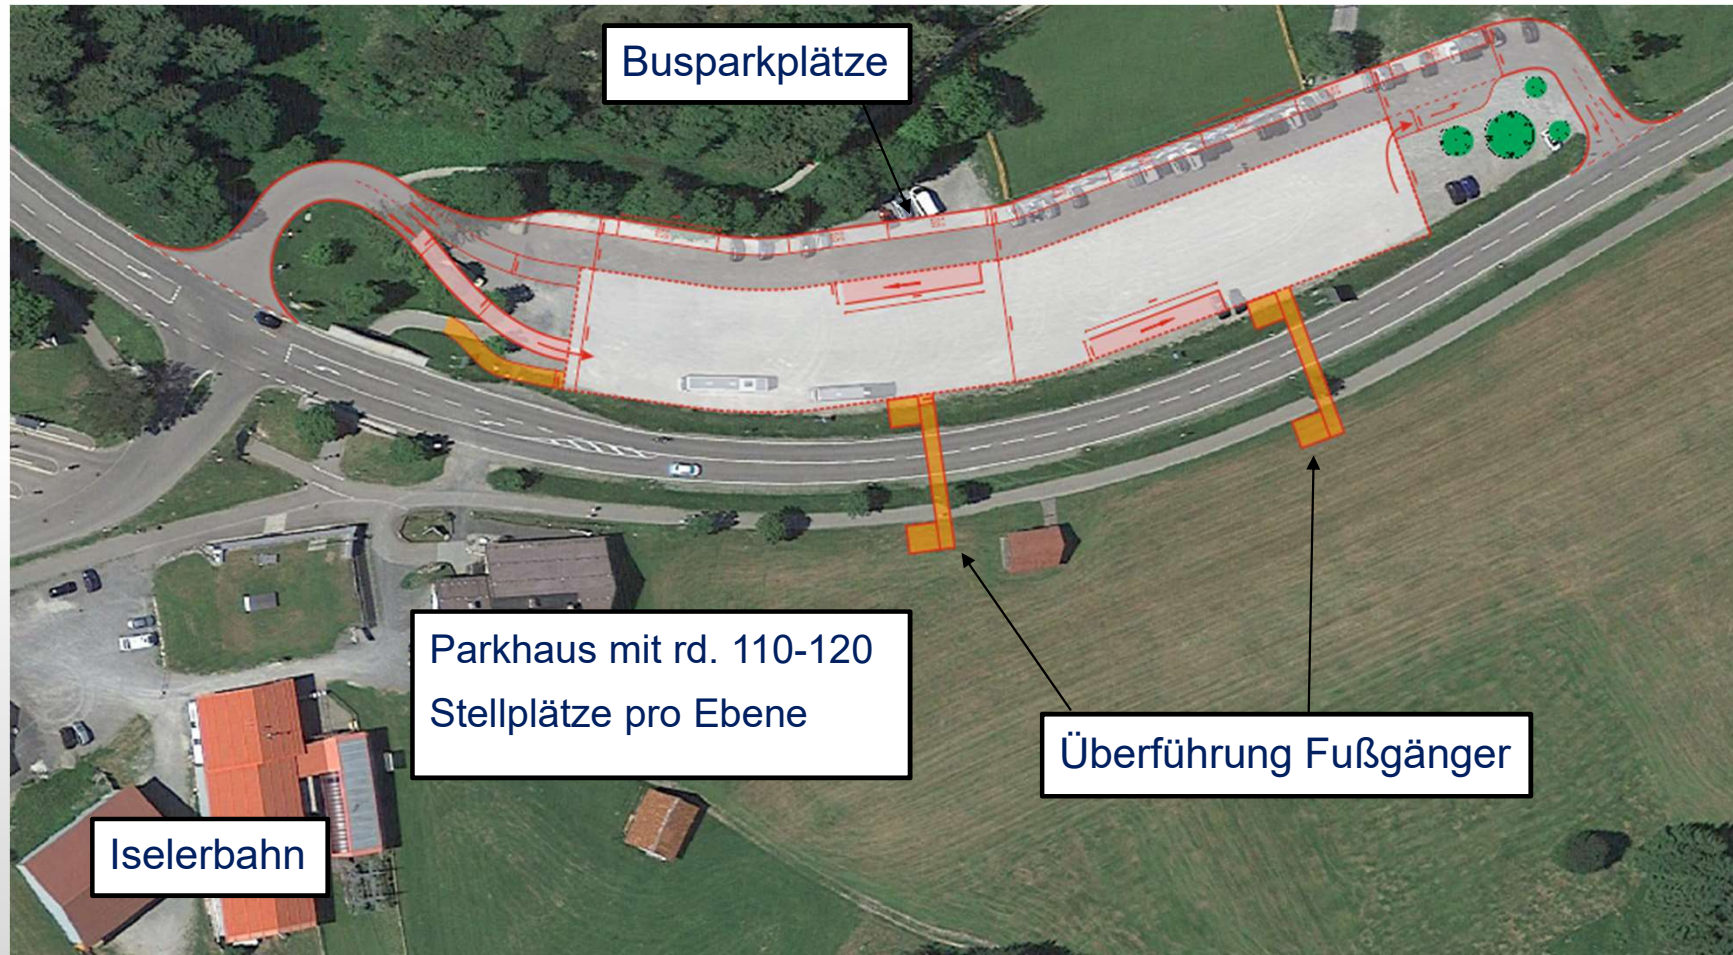 Busparkplätze
Parkhaus mit rd. 110-120
Stellplätze pro Ebene
Überführung Fußgänger
Iselerbahn